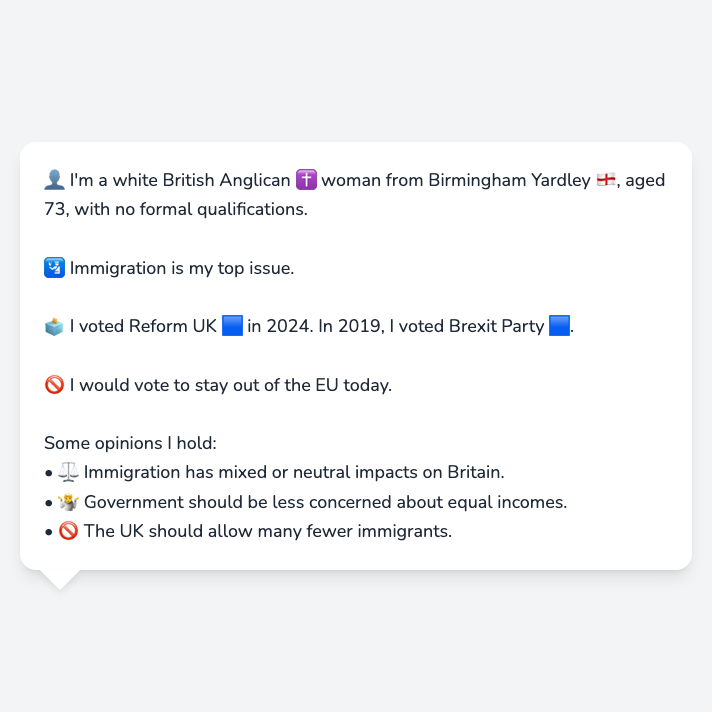 👤 I'm a white British Anglican ✝️ woman from Birmingham Yardley 🏴󠁧󠁢󠁥󠁮󠁧󠁿, aged
73, with no formal qualifications.
🛂 Immigration is my top issue.
🗳️ I voted Reform UK 🟦 in 2024. In 2019, I voted Brexit Party 🟦.
🚫 I would vote to stay out of the EU today.
Some opinions I hold:
• ⚖️ Immigration has mixed or neutral impacts on Britain.
• 🤷 Government should be less concerned about equal incomes.
• 🚫 The UK should allow many fewer immigrants.